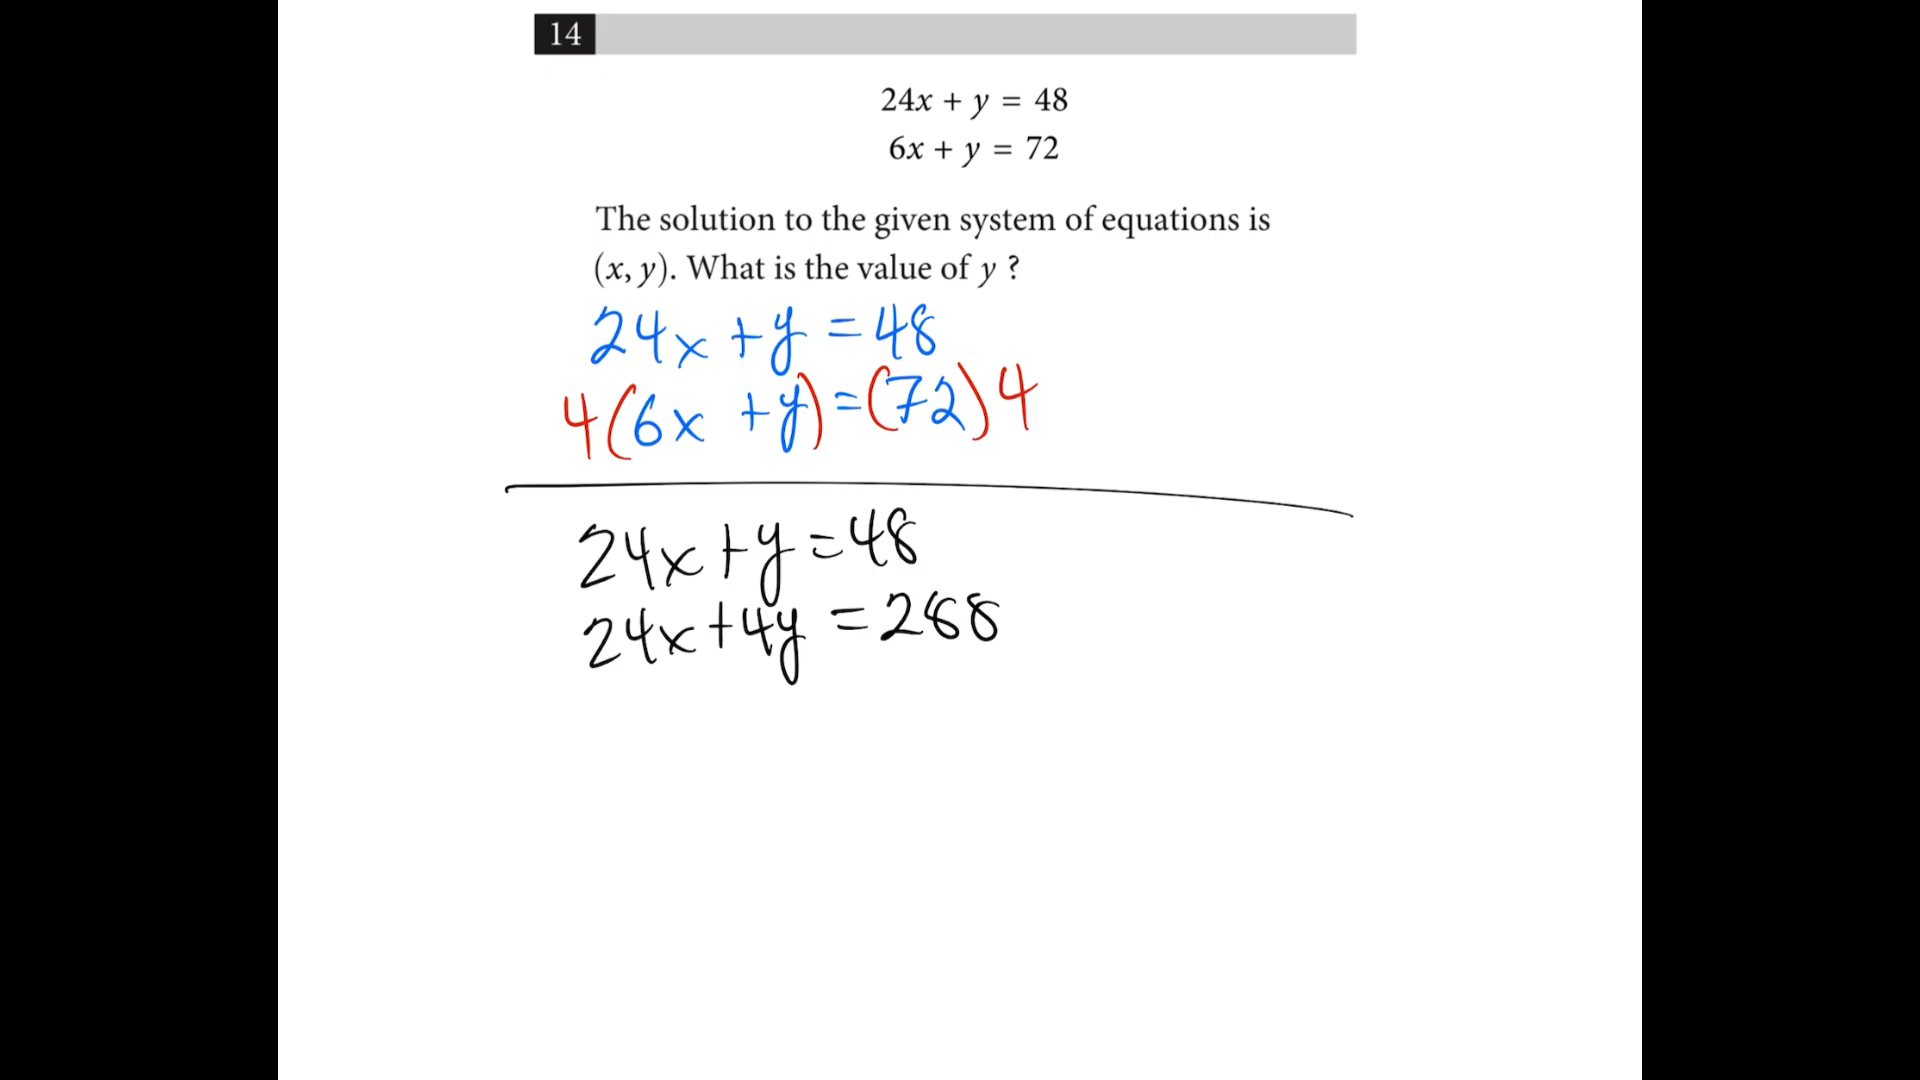 14
24x + y = 48
6x + y = 72
The solution to the given system of equations is
(x, y). What is the value of y ?
24x + y = 48
4(6x + y) = (72)4
24x + y = 48
24x + 4y = 288